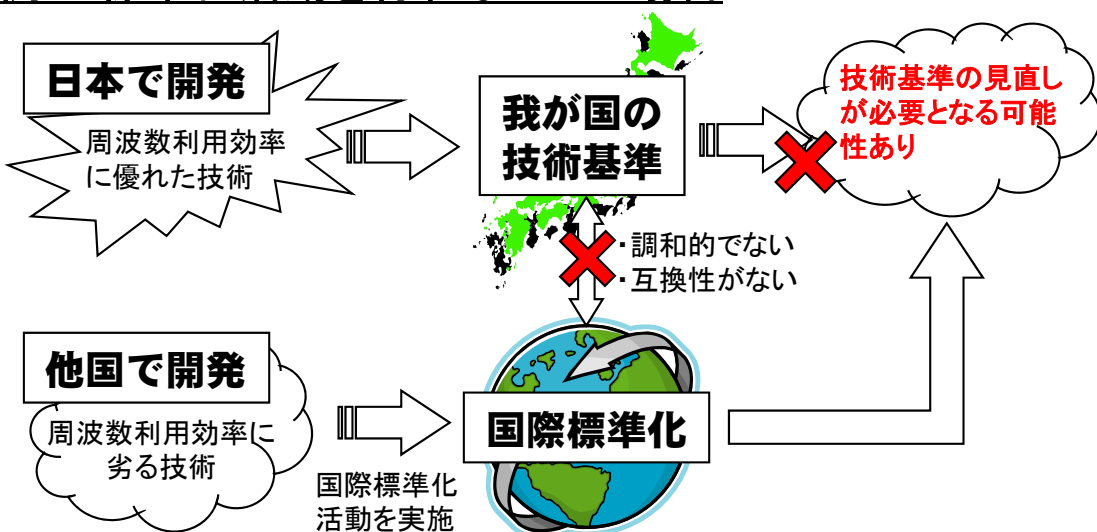 日本で開発
周波数利用効率
に優れた技術
我が国の
技術基準
技術基準の見直し
が必要となる可能
性あり
・調和的でない
・互換性がない
他国で開発
周波数利用効率に
劣る技術
国際標準化
活動を実施
国際標準化